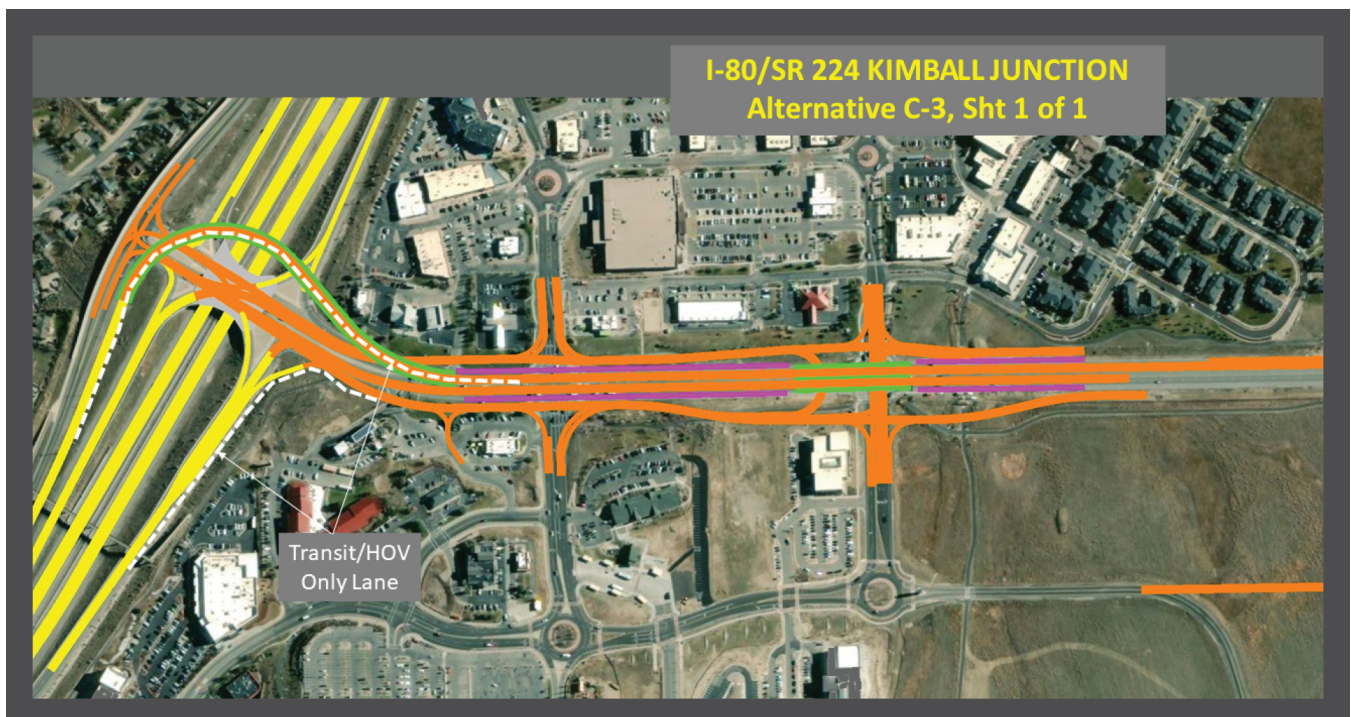 I-80/SR 224 KIMBALL JUNCTION
Alternative C-3, Sht 1 of 1
Transit/HOV
Only Lane